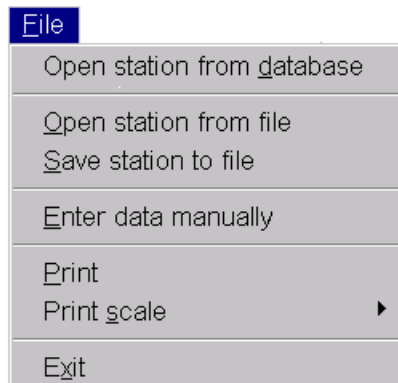 File
Open station from database
Open station from file
Save station to file
Enter data manually
Print
Print scale
Exit